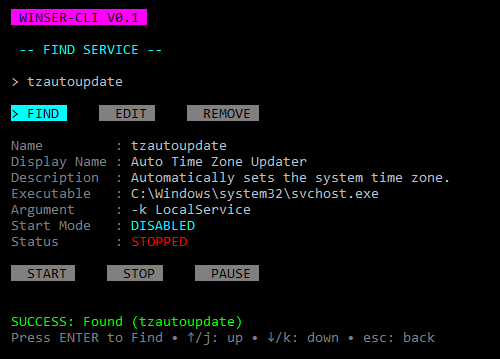 WINSER-CLI V0.1
-- FIND SERVICE --
> tzautoupdate
> FIND EDIT REMOVE
Name : tzautoupdate
Display Name : Auto Time Zone Updater
Description : Automatically sets the system time zone.
Executable : C:\Windows\system32\svchost.exe
Argument : -k LocalService
Start Mode : DISABLED
Status : STOPPED
START STOP PAUSE
SUCCESS: Found (tzautoupdate)
Press ENTER to Find • ↑/j: up • ↓/k: down • esc: back